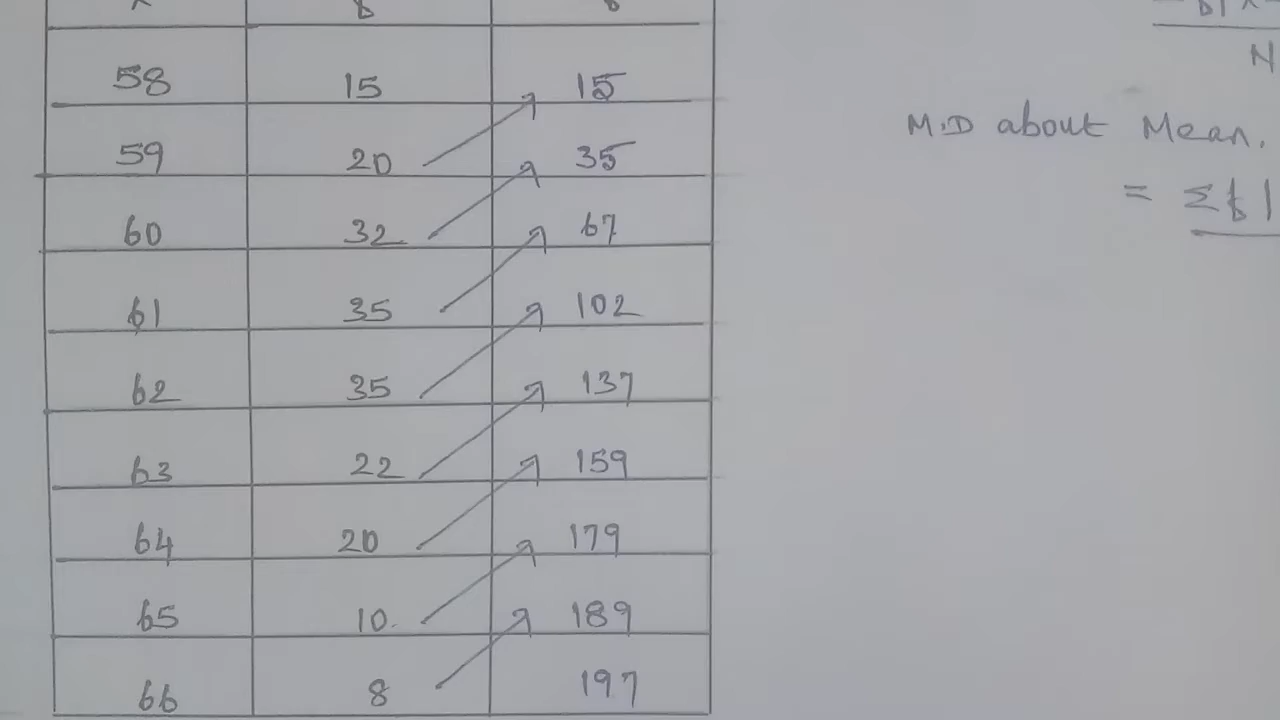 58 15 15
59 20 35
60 32 67
61 35 102
62 35 137
63 22 159
64 20 179
65 10 189
66 8 197
N
M.D about Mean.
= Σf |